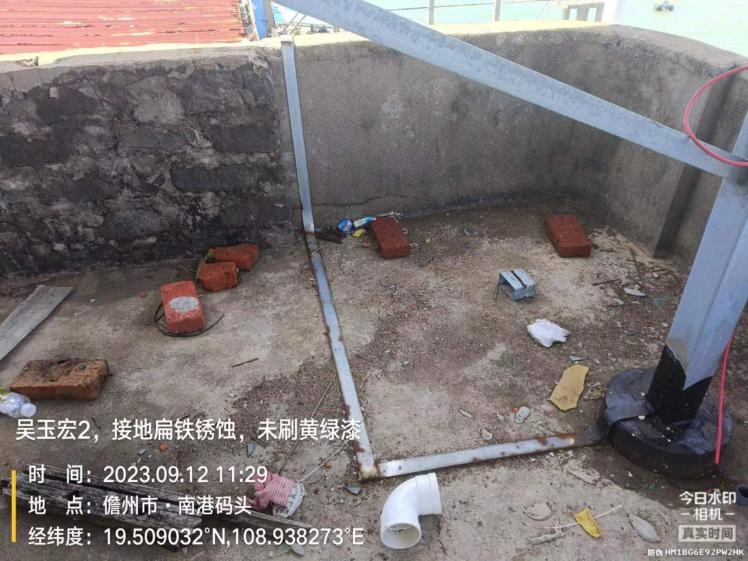 吴玉宏2，接地扁铁锈蚀，未刷黄绿漆
时 间：2023.09.12 11:29
地 点：儋州市·南港码头
经纬度：19.509032°N,108.938273°E
今日水印
相机
真实时间
防伪 HM1BG6E92PW2HK